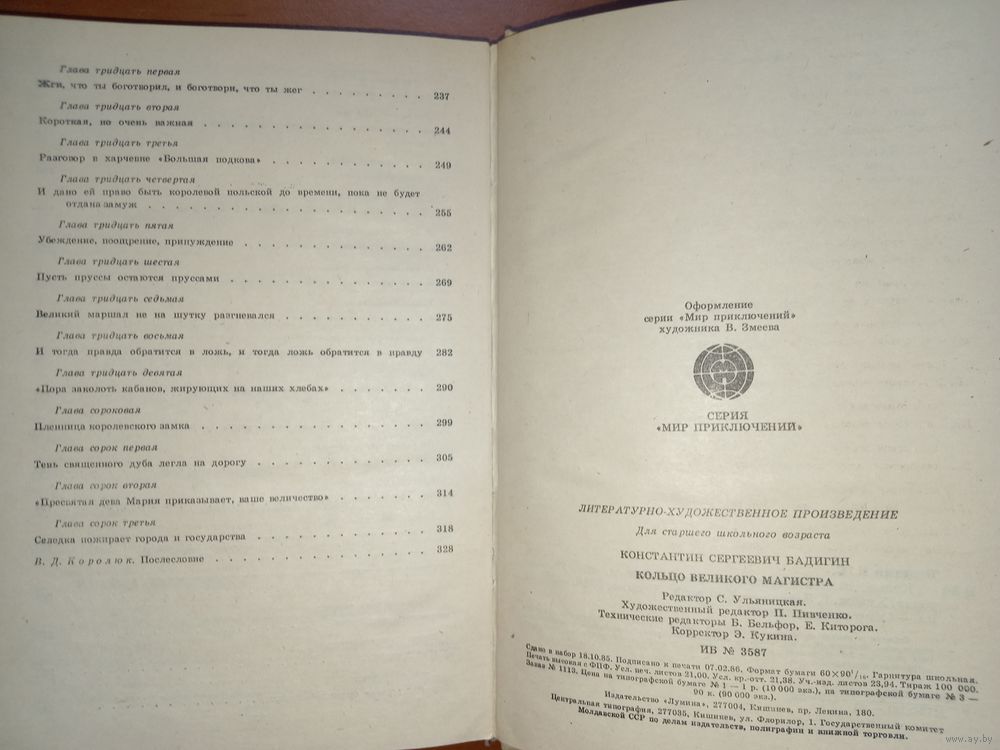 Глава тридцать первая
Жги, что ты боготворил, и боготвори, что ты жег . . . . . . . . . 237
Глава тридцать вторая
Короткая, но очень важная . . . . . . . . . . . . . . . . 244
Глава тридцать третья
Разговор в харчевне «Большая подкова» . . . . . . . . . . . . 249
Глава тридцать четвертая
И дано ей право быть королевой польской до времени, пока не будет
отдана замуж . . . . . . . . . . . . . . . . . . . . 255
Глава тридцать пятая
Убеждение, поощрение, принуждение . . . . . . . . . . . . . 262
Глава тридцать шестая
Пусть пруссы остаются пруссами . . . . . . . . . . . . . . 269
Глава тридцать седьмая
Великий маршал не на шутку разгневался . . . . . . . . . . . 275
Глава тридцать восьмая
И тогда правда обратится в ложь, и тогда ложь обратится в правду 282
Глава тридцать девятая
«Пора заколоть кабанов, жирующих на наших хлебах» . . . . . . . 290
Глава сороковая
Пленница королевского замка . . . . . . . . . . . . . . . . 299
Глава сорок первая
Тень священного дуба легла на дорогу . . . . . . . . . . . . . 305
Глава сорок вторая
«Пресвятая дева Мария приказывает, ваше величество» . . . . . . . 314
Глава сорок третья
Селедка пожирает города и государства . . . . . . . . . . . . 318
В. Д. Королюк. Послесловие . . . . . . . . . . . . . . . . 328
Оформление
серии «Мир приключений»
художника В. Змеева
СЕРИЯ
«МИР ПРИКЛЮЧЕНИЙ»
ЛИТЕРАТУРНО-ХУДОЖЕСТВЕННОЕ ПРОИЗВЕДЕНИЕ
Для старшего школьного возраста
КОНСТАНТИН СЕРГЕЕВИЧ БАДИГИН
КОЛЬЦО ВЕЛИКОГО МАГИСТРА
Редактор С. Ульяницкая.
Художественный редактор П. Пивченко.
Технические редакторы Б. Бельфор, Е. Киторога.
Корректор Э. Кукина.
ИБ № 3587
Сдано в набор 18.10.85. Подписано к печати 07.02.86. Формат бумаги 60×90¹/₁₆. Гарнитура школьная.
Печать высокая с ФПФ. Усл. печ. листов 21,00. Усл. кр.-отт. 21,38. Уч.-изд. листов 23,94. Тираж 100 000.
Заказ № 1113. Цена на типографской бумаге № 1 — 1 р. (10 000 экз.), на типографской бумаге № 3 —
90 к. (90 000 экз.).
Издательство «Лумина», 277004, Кишинев, пр. Ленина, 180.
Центральная типография, 277035, Кишинев, ул. Флорилор, 1. Государственный комитет
Молдавской ССР по делам издательств, полиграфии и книжной торговли.
www.ay.by